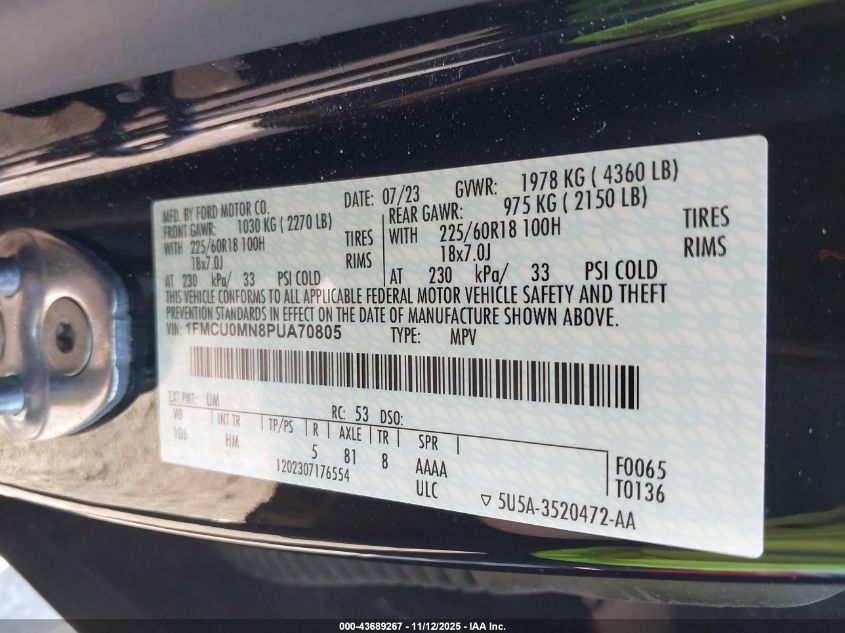 MFD. BY FORD MOTOR CO. DATE: 07/23 GVWR: 1978 KG ( 4360 LB)
FRONT GAWR: 1030 KG ( 2270 LB) REAR GAWR: 975 KG ( 2150 LB)
WITH 225/60R18 100H TIRES WITH 225/60R18 100H TIRES
18x7.0J RIMS 18x7.0J RIMS
AT 230 kPa/ 33 PSI COLD AT 230 kPa/ 33 PSI COLD
THIS VEHICLE CONFORMS TO ALL APPLICABLE FEDERAL MOTOR VEHICLE SAFETY AND THEFT
PREVENTION STANDARDS IN EFFECT ON THE DATE OF MANUFACTURE SHOWN ABOVE.
VIN: 1FMCU0MN8PUA70805 TYPE: MPV
EXT PNT: UM RC: 53 DSO:
WB INT TR TP/PS R AXLE TR SPR
106 HM 5 81 8 AAAA F0065
1202307176554 ULC T0136
▽ 5U5A-3520472-AA
000-43689267 - 11/12/2025 - IAA Inc.